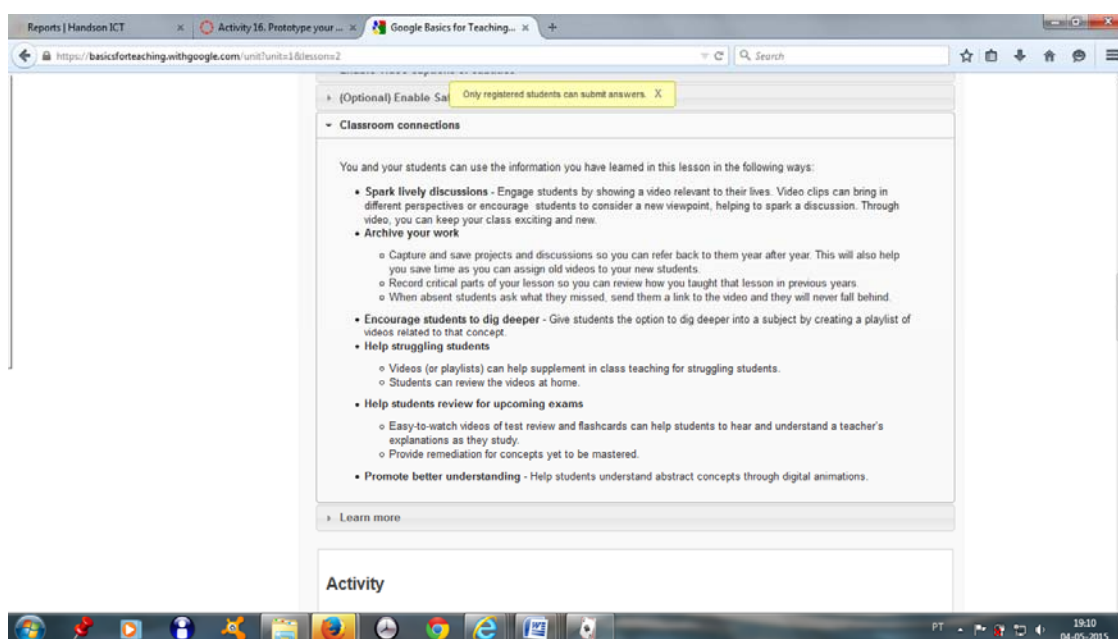 Reports | Handson ICT
Activity 16. Prototype your ...
Google Basics for Teaching...
https://basicsforteaching.withgoogle.com/unit?unit=1&lesson=2
Search
(Optional) Enable Sa
Only registered students can submit answers. X
Classroom connections
You and your students can use the information you have learned in this lesson in the following ways:
• Spark lively discussions - Engage students by showing a video relevant to their lives. Video clips can bring in
different perspectives or encourage students to consider a new viewpoint, helping to spark a discussion. Through
video, you can keep your class exciting and new.
• Archive your work
Capture and save projects and discussions so you can refer back to them year after year. This will also help
you save time as you can assign old videos to your new students.
Record critical parts of your lesson so you can review how you taught that lesson in previous years.
When absent students ask what they missed, send them a link to the video and they will never fall behind.
• Encourage students to dig deeper - Give students the option to dig deeper into a subject by creating a playlist of
videos related to that concept.
• Help struggling students
Videos (or playlists) can help supplement in class teaching for struggling students.
Students can review the videos at home.
• Help students review for upcoming exams
Easy-to-watch videos of test review and flashcards can help students to hear and understand a teacher's
explanations as they study.
Provide remediation for concepts yet to be mastered.
• Promote better understanding - Help students understand abstract concepts through digital animations.
Learn more
Activity
PT
19:10
04-05-2016